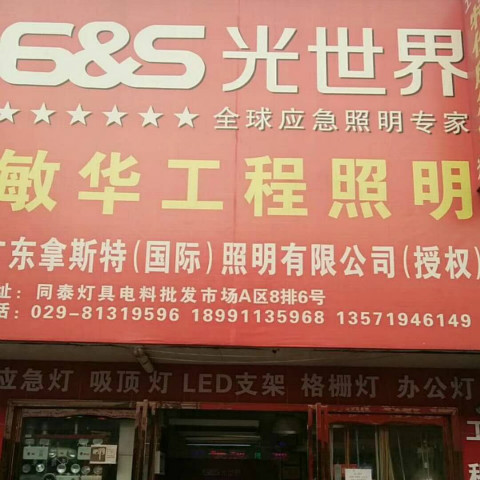 6&S 光世界
★★★★★★ 全球应急照明专家
敏华工程照明
广东拿斯特(国际)照明有限公司(授权)
址: 同泰灯具电料批发市场A区8排6号
话: 029-81319596 18991135968 13571946149
应急灯 吸顶灯 LED支架 格栅灯 办公灯
工程